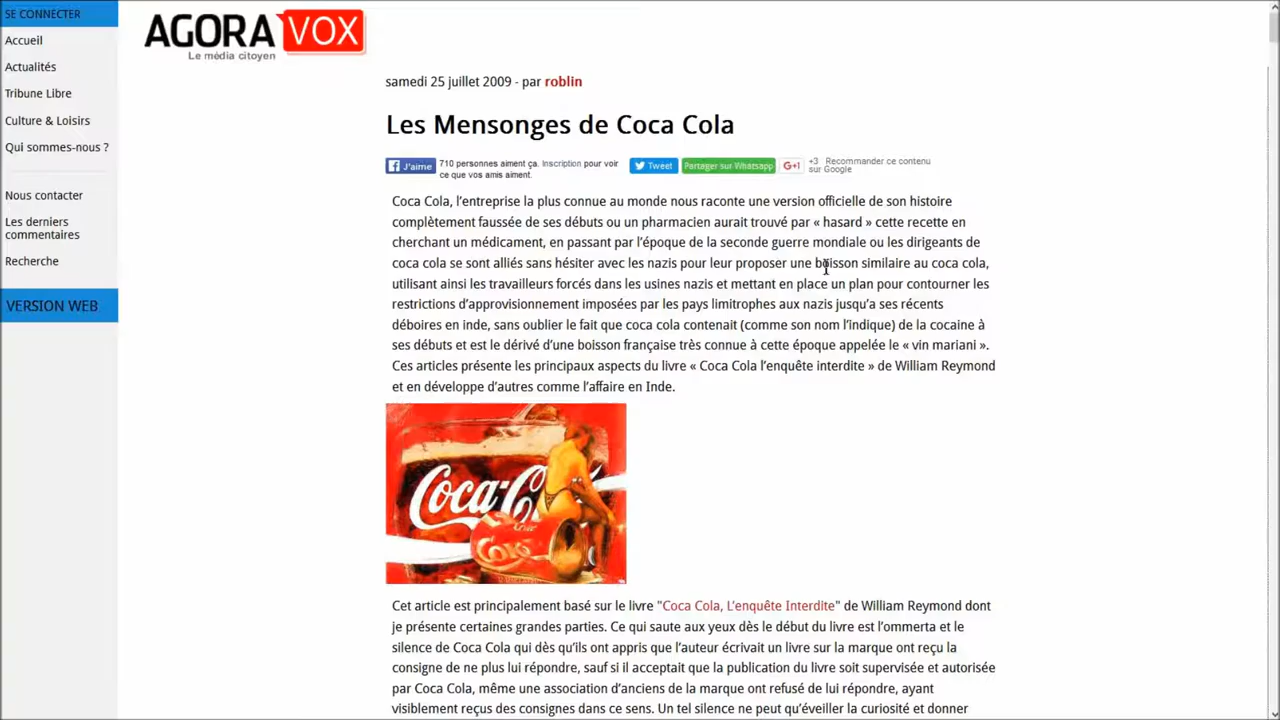 SE CONNECTER
Accueil
Actualités
Tribune Libre
Culture & Loisirs
Qui sommes-nous ?
Nous contacter
Les derniers
commentaires
Recherche
VERSION WEB
AGORA VOX
Le média citoyen
samedi 25 juillet 2009 - par roblin
Les Mensonges de Coca Cola
J'aime
710 personnes aiment ça. Inscription pour voir
ce que vos amis aiment.
Tweet
Partager sur Whatsapp
G+1
+3 Recommander ce contenu
sur Google
Coca Cola, l'entreprise la plus connue au monde nous raconte une version officielle de son histoire
complètement faussée de ses débuts ou un pharmacien aurait trouvé par « hasard » cette recette en
cherchant un médicament, en passant par l'époque de la seconde guerre mondiale ou les dirigeants de
coca cola se sont alliés sans hésiter avec les nazis pour leur proposer une boisson similaire au coca cola,
utilisant ainsi les travailleurs forcés dans les usines nazis et mettant en place un plan pour contourner les
restrictions d'approvisionnement imposées par les pays limitrophes aux nazis jusqu'a ses récents
déboires en inde, sans oublier le fait que coca cola contenait (comme son nom l'indique) de la cocaine à
ses débuts et est le dérivé d'une boisson française très connue à cette époque appelée le « vin mariani ».
Ces articles présente les principaux aspects du livre « Coca Cola l'enquête interdite » de William Reymond
et en développe d'autres comme l'affaire en Inde.
Coca-C
Coke
Cet article est principalement basé sur le livre "Coca Cola, L'enquête Interdite" de William Reymond dont
je présente certaines grandes parties. Ce qui saute aux yeux dès le début du livre est l'ommerta et le
silence de Coca Cola qui dès qu'ils ont appris que l'auteur écrivait un livre sur la marque ont reçu la
consigne de ne plus lui répondre, sauf si il acceptait que la publication du livre soit supervisée et autorisée
par Coca Cola, même une association d'anciens de la marque ont refusé de lui répondre, ayant
visiblement reçus des consignes dans ce sens. Un tel silence ne peut qu'éveiller la curiosité et donner